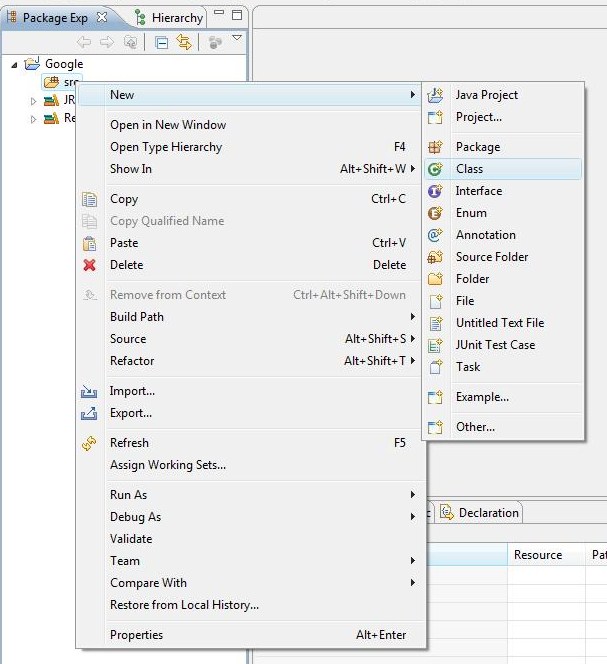 Package Exp
Hierarchy
Google
src
JR
Re
New
Open in New Window
Open Type Hierarchy F4
Show In Alt+Shift+W
Copy Ctrl+C
Copy Qualified Name
Paste Ctrl+V
Delete Delete
Remove from Context Ctrl+Alt+Shift+Down
Build Path
Source Alt+Shift+S
Refactor Alt+Shift+T
Import...
Export...
Refresh F5
Assign Working Sets...
Run As
Debug As
Validate
Team
Compare With
Restore from Local History...
Properties Alt+Enter
Java Project
Project...
Package
Class
Interface
Enum
Annotation
Source Folder
Folder
File
Untitled Text File
JUnit Test Case
Task
Example...
Other...
Declaration
Resource Pat